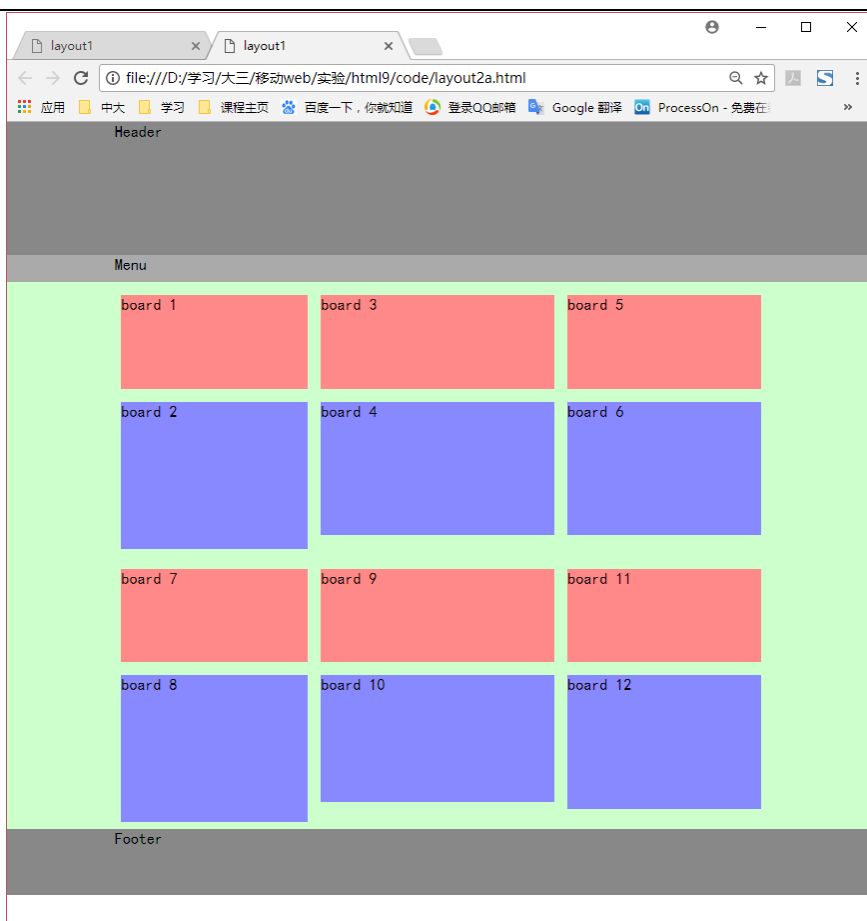 layout1 layout1
file:///D:/学习/大三/移动web/实验/html9/code/layout2a.html
应用 中大 学习 课程主页 百度一下，你就知道 登录QQ邮箱 Google 翻译 On ProcessOn - 免费在 »
Header
Menu
board 1 board 3 board 5
board 2 board 4 board 6
board 7 board 9 board 11
board 8 board 10 board 12
Footer